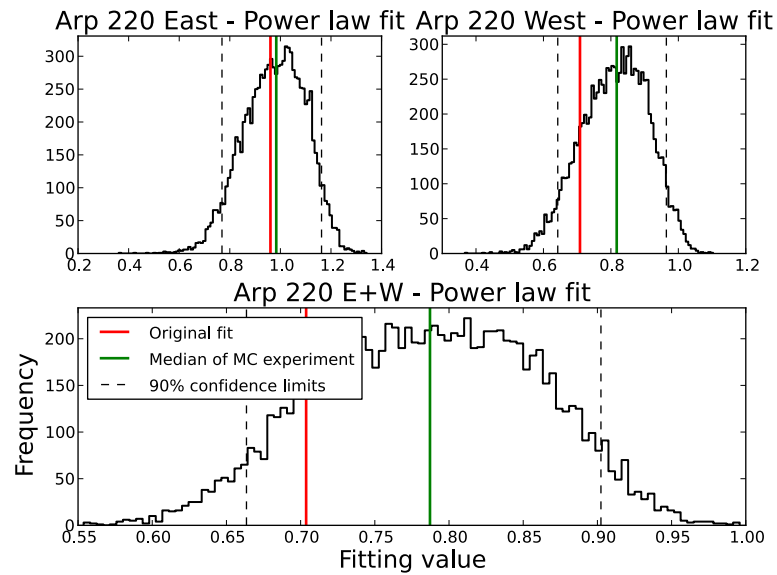 Arp 220 East - Power law fit
Arp 220 West - Power law fit
300
250
200
150
100
50
0
0.2 0.4 0.6 0.8 1.0 1.2 1.4
300
250
200
150
100
50
0
0.2 0.4 0.6 0.8 1.0 1.2
Arp 220 E+W - Power law fit
Original fit
Median of MC experiment
90% confidence limits
Frequency
200
150
100
50
0
0.55 0.60 0.65 0.70 0.75 0.80 0.85 0.90 0.95 1.00
Fitting value